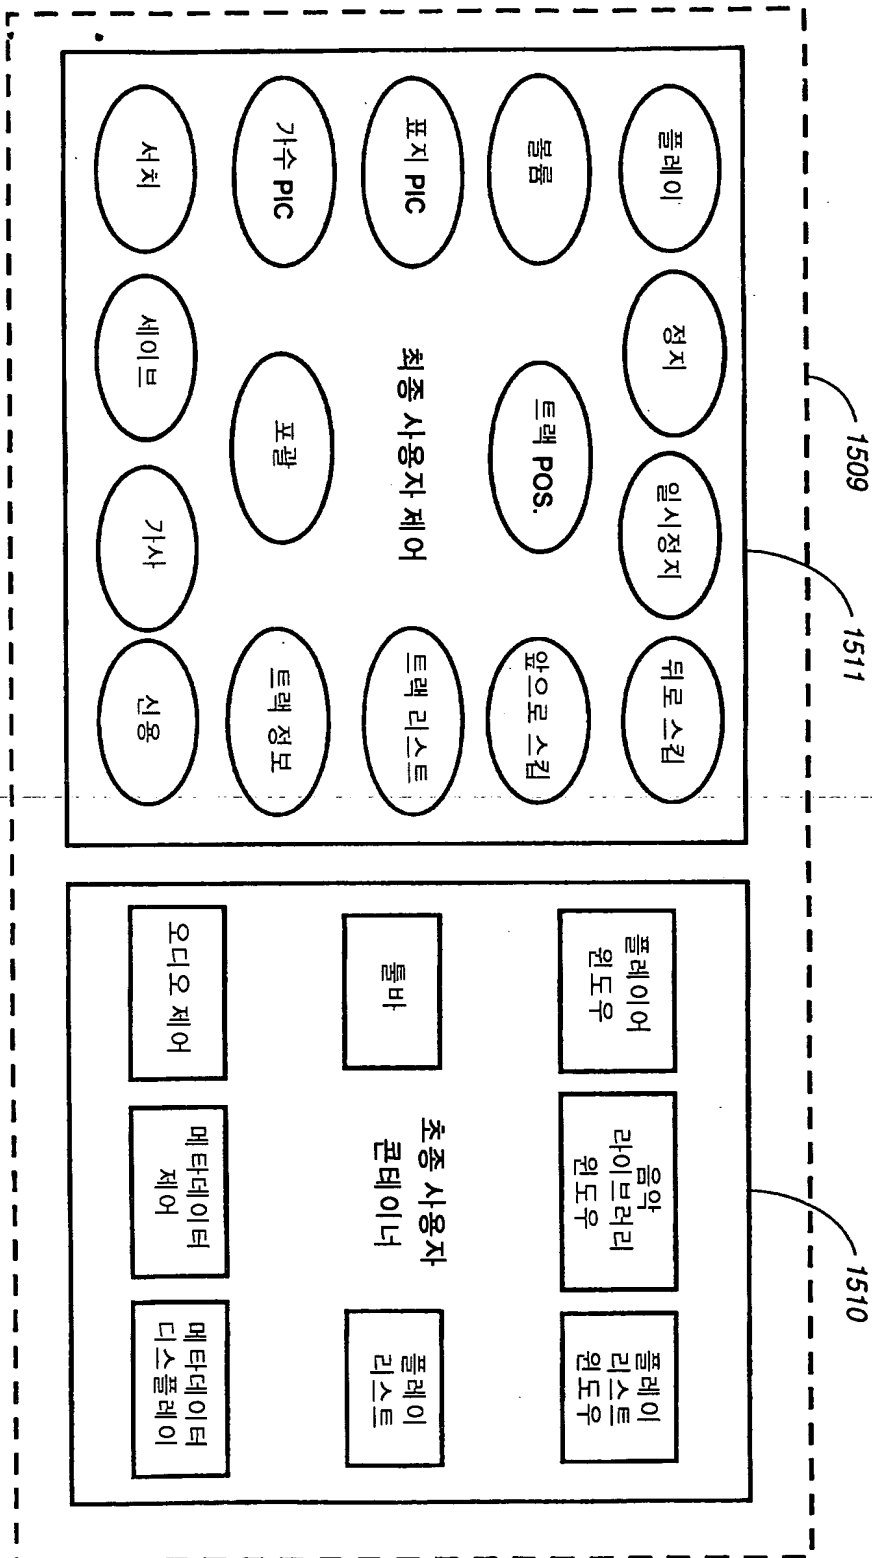 1509
1511
1510
플레이
정지
일시정지
뒤로 스킵
볼륨
트랙 POS.
앞으로 스킵
표지 PIC
최종 사용자 제어
트랙 리스트
가수 PIC
포괄
트랙 정보
서치
세이브
가사
신용
플레이어
윈도우
음악
라이브러리
윈도우
플레이
리스트
윈도우
툴바
초종 사용자
콘테이너
플레이
리스트
오디오 제어
메타데이터
제어
메타데이터
디스플레이